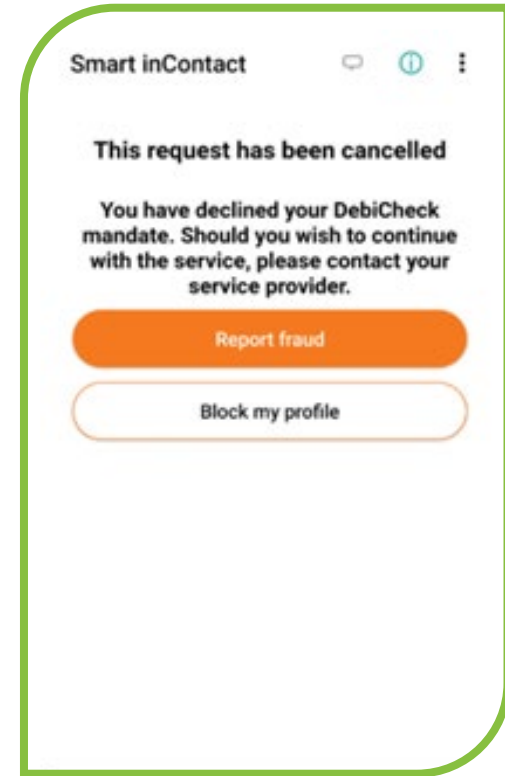 Smart inContact
This request has been cancelled
You have declined your DebiCheck
mandate. Should you wish to continue
with the service, please contact your
service provider.
Report fraud
Block my profile